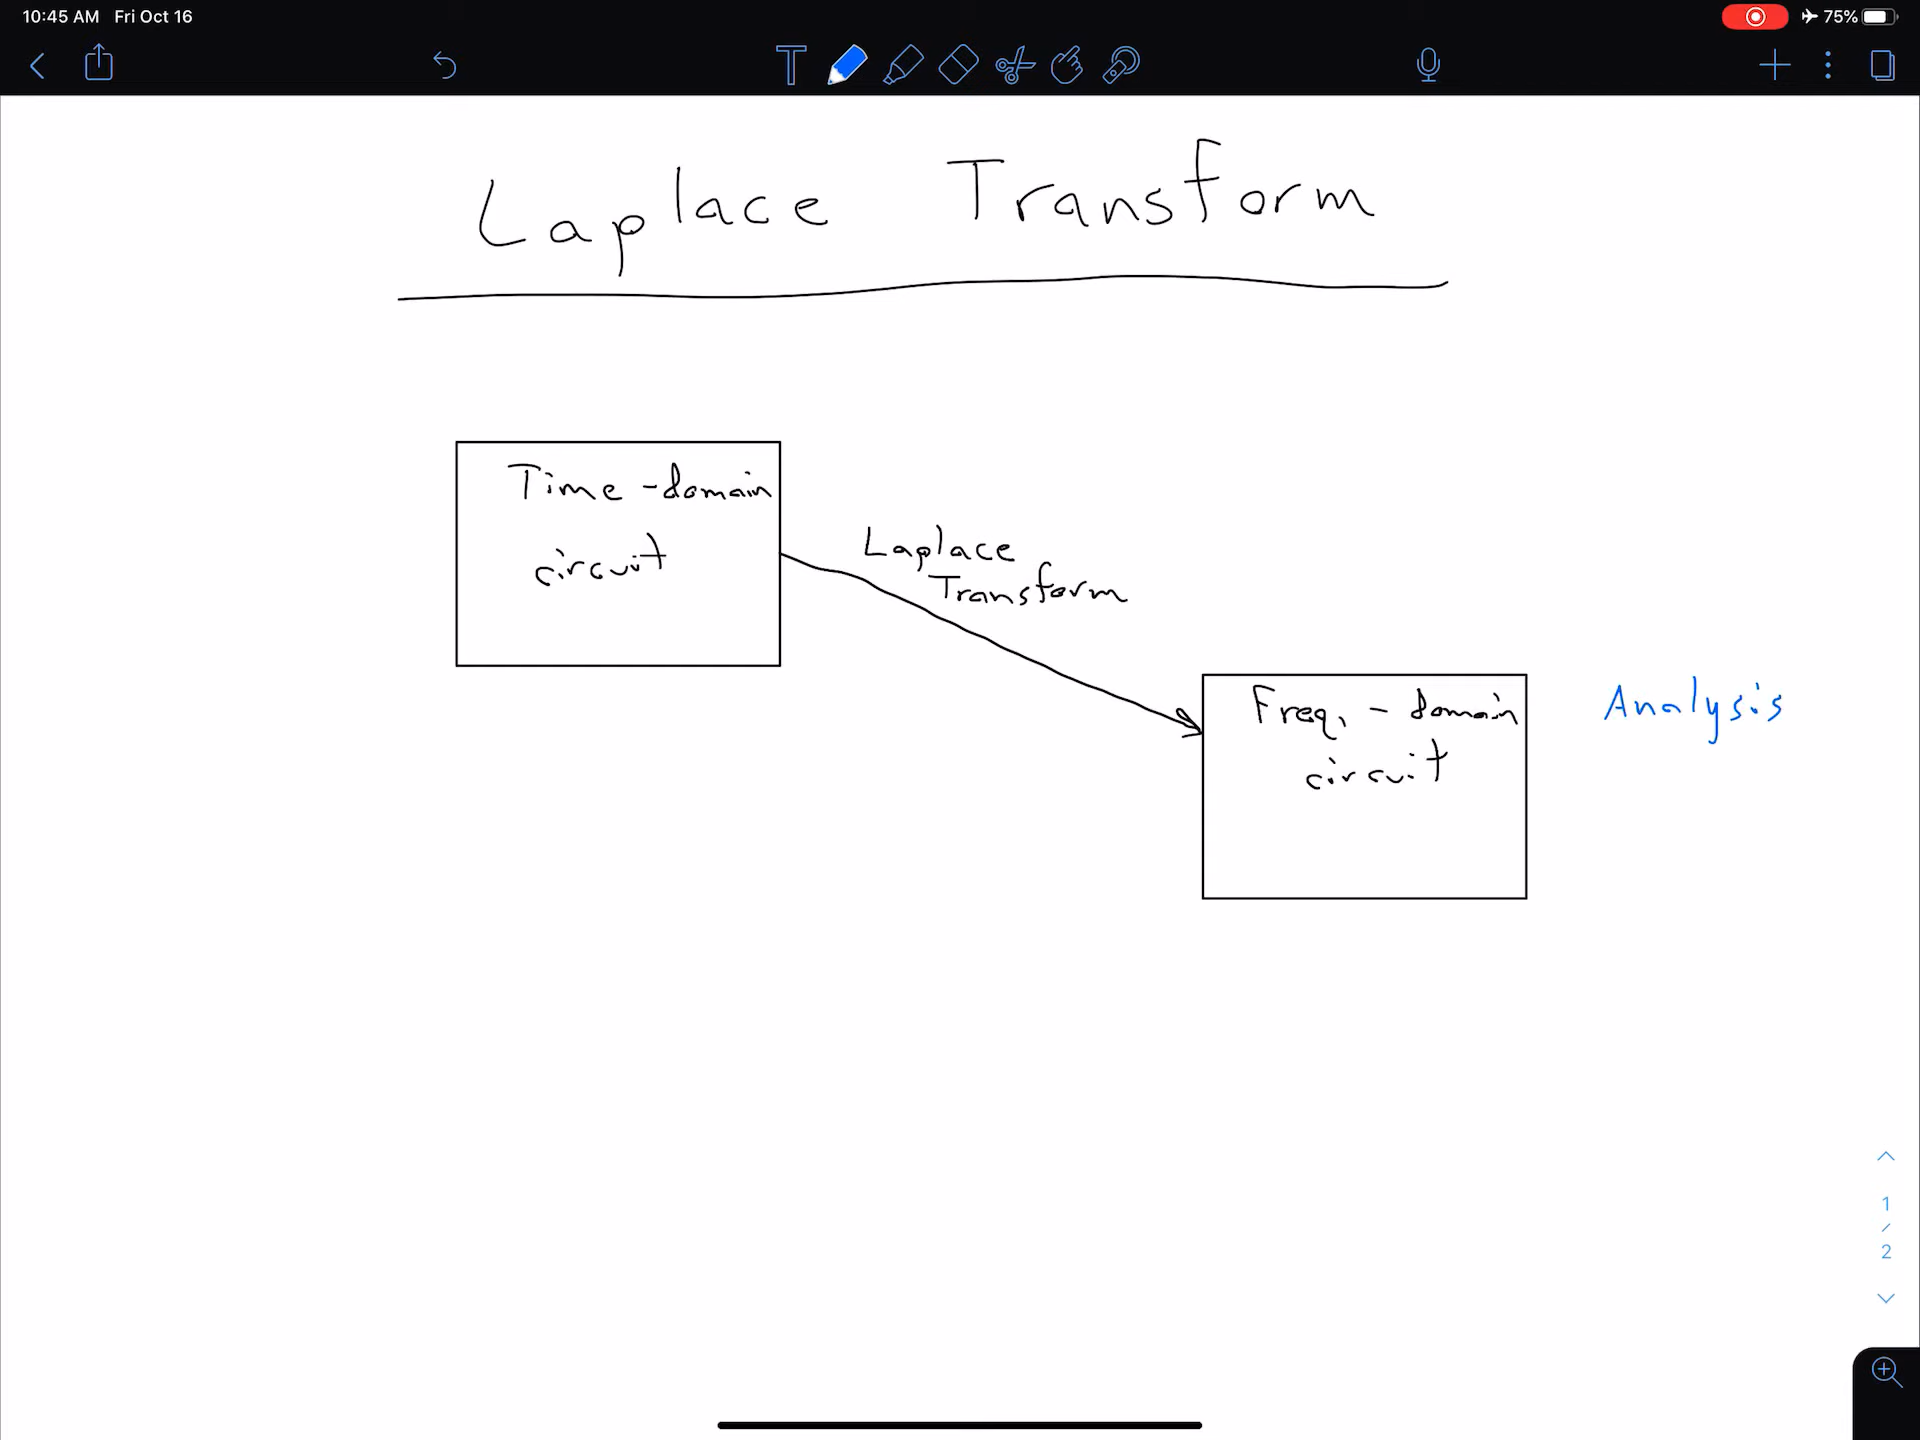 10:45 AM Fri Oct 16
75%
T
Laplace Transform
Time-domain
circuit
Laplace
Transform
Freq. - domain
circuit
Analysis
1
/
2